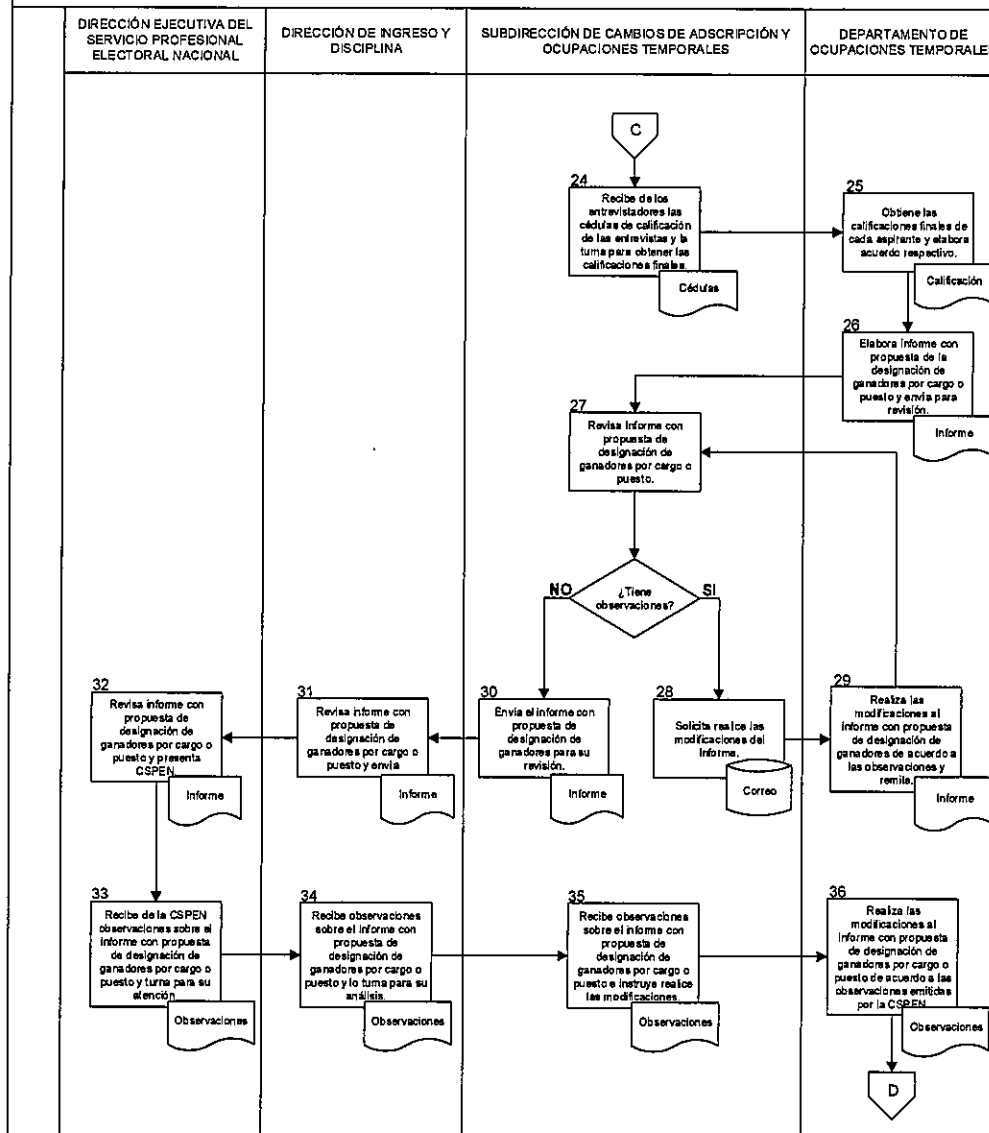 DIRECCIÓN EJECUTIVA DEL
SERVICIO PROFESIONAL
ELECTORAL NACIONAL
DIRECCIÓN DE INGRESO Y
DISCIPLINA
SUBDIRECCIÓN DE CAMBIOS DE ADSCRIPCIÓN Y
OCUPACIONES TEMPORALES
DEPARTAMENTO DE
OCUPACIONES TEMPORALES
C
24
Recibe de los
entrevistadores las
cédulas de calificación
de las entrevistas y la
turna para obtener las
calificaciones finales.
Cédulas
25
Obtiene las
calificaciones finales de
cada aspirante y elabora
acuerdo respectivo.
Calificación
26
Elabora informe con
propuesta de la
designación de
ganadores por cargo o
puesto y envia para
revisión.
Informe
27
Revisa Informe con
propuesta de
designación de
ganadores por cargo o
puesto.
¿Tiene
observaciones?
NO
SI
32
Revisa informe con
propuesta de
designación de
ganadores por cargo o
puesto y presenta
CSPEN.
Informe
31
Revisa informe con
propuesta de
designación de
ganadores por cargo o
puesto y envia
Informe
30
Envia el informe con
propuesta de
designación de
ganadores para su
revisión.
Informe
28
Solicita realce las
modificaciones del
Informe.
Correo
29
Realiza las
modificaciones al
informe con propuesta
de designación de
ganadores de acuerdo a
las observaciones y
remite.
Informe
33
Recibe de la CSPEN
observaciones sobre el
informe con propuesta
de designación de
ganadores por cargo o
puesto y turna para su
atención
Observaciones
34
Recibe observaciones
sobre el informe con
propuesta de
designación de
ganadores por cargo o
puesto y lo turna para su
análisis.
Observaciones
35
Recibe observaciones
sobre el informe con
propuesta de
designación de
ganadores por cargo o
puesto e instruye realice
las modificaciones.
Observaciones
36
Realiza las
modificaciones al
Informe con propuesta
de designación de
ganadores por cargo o
puesto de acuerdo a las
observaciones emitidas
por la CSPEN
Observaciones
D